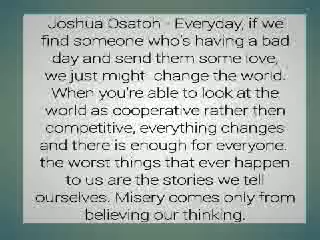 Joshua Osatoh - Everyday, if we
find someone who's having a bad
day and send them some love,
we just might change the world.
When you're able to look at the
world as cooperative rather then
competitive, everything changes
and there is enough for everyone.
the worst things that ever happen
to us are the stories we tell
ourselves. Misery comes only from
believing our thinking.